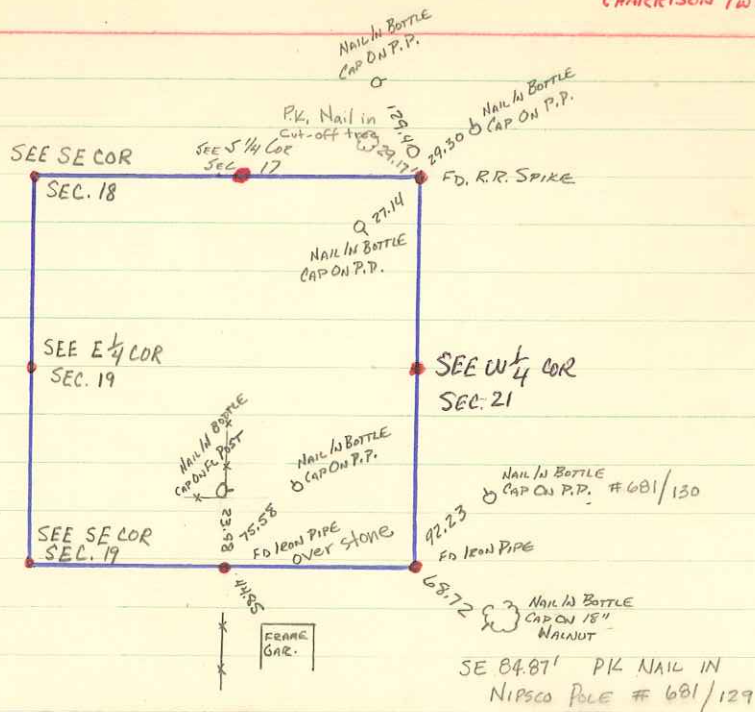 NAIL IN BOTTLE
CAP ON P.P.
NAIL IN BOTTLE
CAP ON P.P.
P.K. Nail in
Cut-off
29.17'
129.40
29.30
SEE S 1/4 COR
SEC 17
SEE SE COR
SEC. 18
FD. R.R. SPIKE
27.14
NAIL IN BOTTLE
CAP ON P.P.
SEE E 1/4 COR
SEC. 19
SEE W 1/4 COR
SEC. 21
NAIL IN BOTTLE
CAP ON FC POST
NAIL IN BOTTLE
CAP ON P.P.
NAIL IN BOTTLE
CAP ON P.P. # 681/130
SEE SE COR
SEC. 19
23.98
75.58
FD IRON PIPE
over stone
92.23
FD IRON PIPE
44.85
68.72
NAIL IN BOTTLE
CAP ON 18"
WALNUT
FRAME
GAR.
SE 84.87' PK NAIL IN
NIPSCO POLE # 681/129